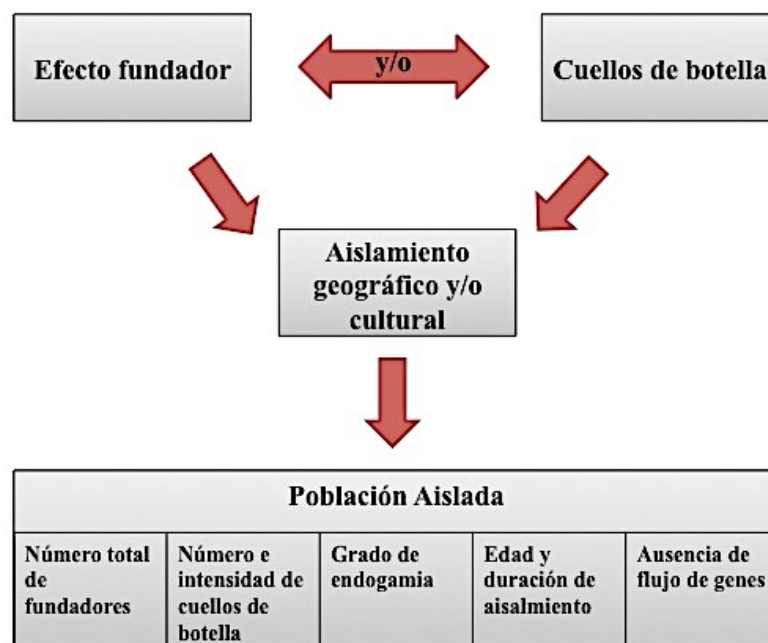 Efecto fundador
y/o
Cuellos de botella
Aislamiento
geográfico y/o
cultural
Población Aislada
Número total
de
fundadores
Número e
intensidad de
cuellos de
botella
Grado de
endogamia
Edad y
duración de
aisalmiento
Ausencia de
flujo de genes